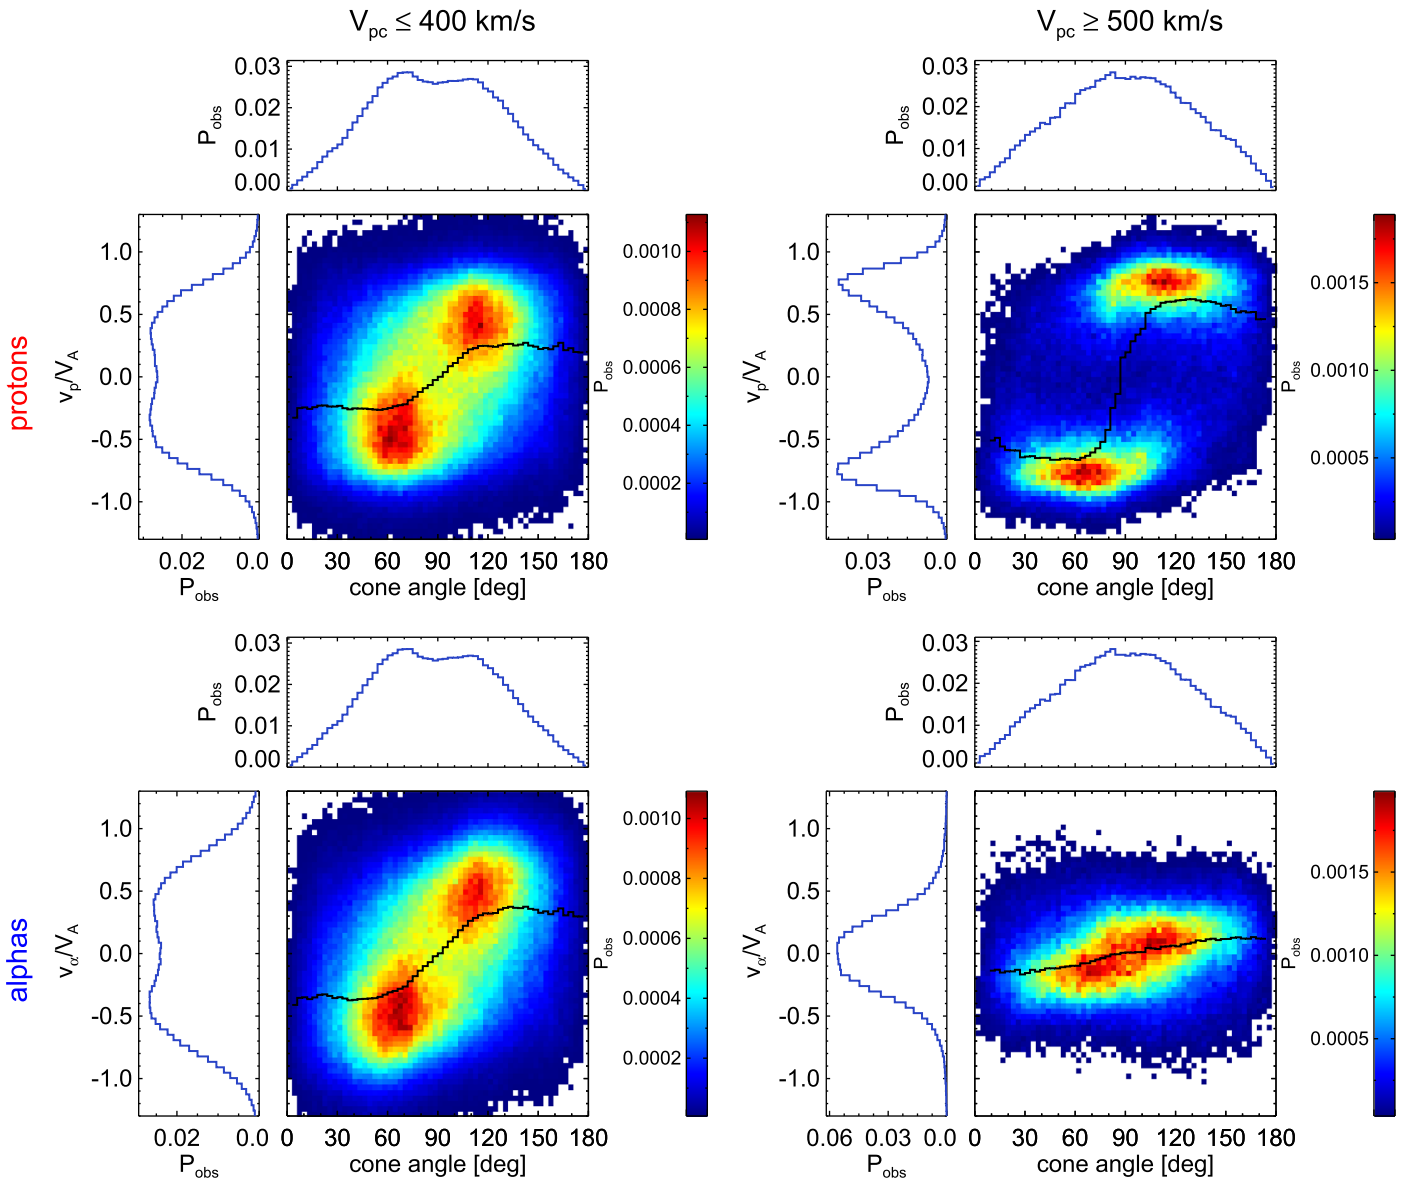 V_pc ≤ 400 km/s
V_pc ≥ 500 km/s
0.03
0.02
0.01
0.00
P_obs
0.03
0.02
0.01
0.00
P_obs
protons
1.0
0.5
0.0
-0.5
-1.0
v_p/V_A
0.02 0.0
P_obs
0 30 60 90 120 150 180
cone angle [deg]
0.0010
0.0008
0.0006
0.0004
0.0002
P_obs
1.0
0.5
0.0
-0.5
-1.0
v_p/V_A
0.03 0.0
P_obs
0 30 60 90 120 150 180
cone angle [deg]
0.0015
0.0010
0.0005
P_obs
0.03
0.02
0.01
0.00
P_obs
0.03
0.02
0.01
0.00
P_obs
alphas
1.0
0.5
0.0
-0.5
-1.0
v_α/V_A
0.02 0.0
P_obs
0 30 60 90 120 150 180
cone angle [deg]
0.0010
0.0008
0.0006
0.0004
0.0002
P_obs
1.0
0.5
0.0
-0.5
-1.0
v_α/V_A
0.06 0.03 0.0
P_obs
0 30 60 90 120 150 180
cone angle [deg]
0.0015
0.0010
0.0005
P_obs